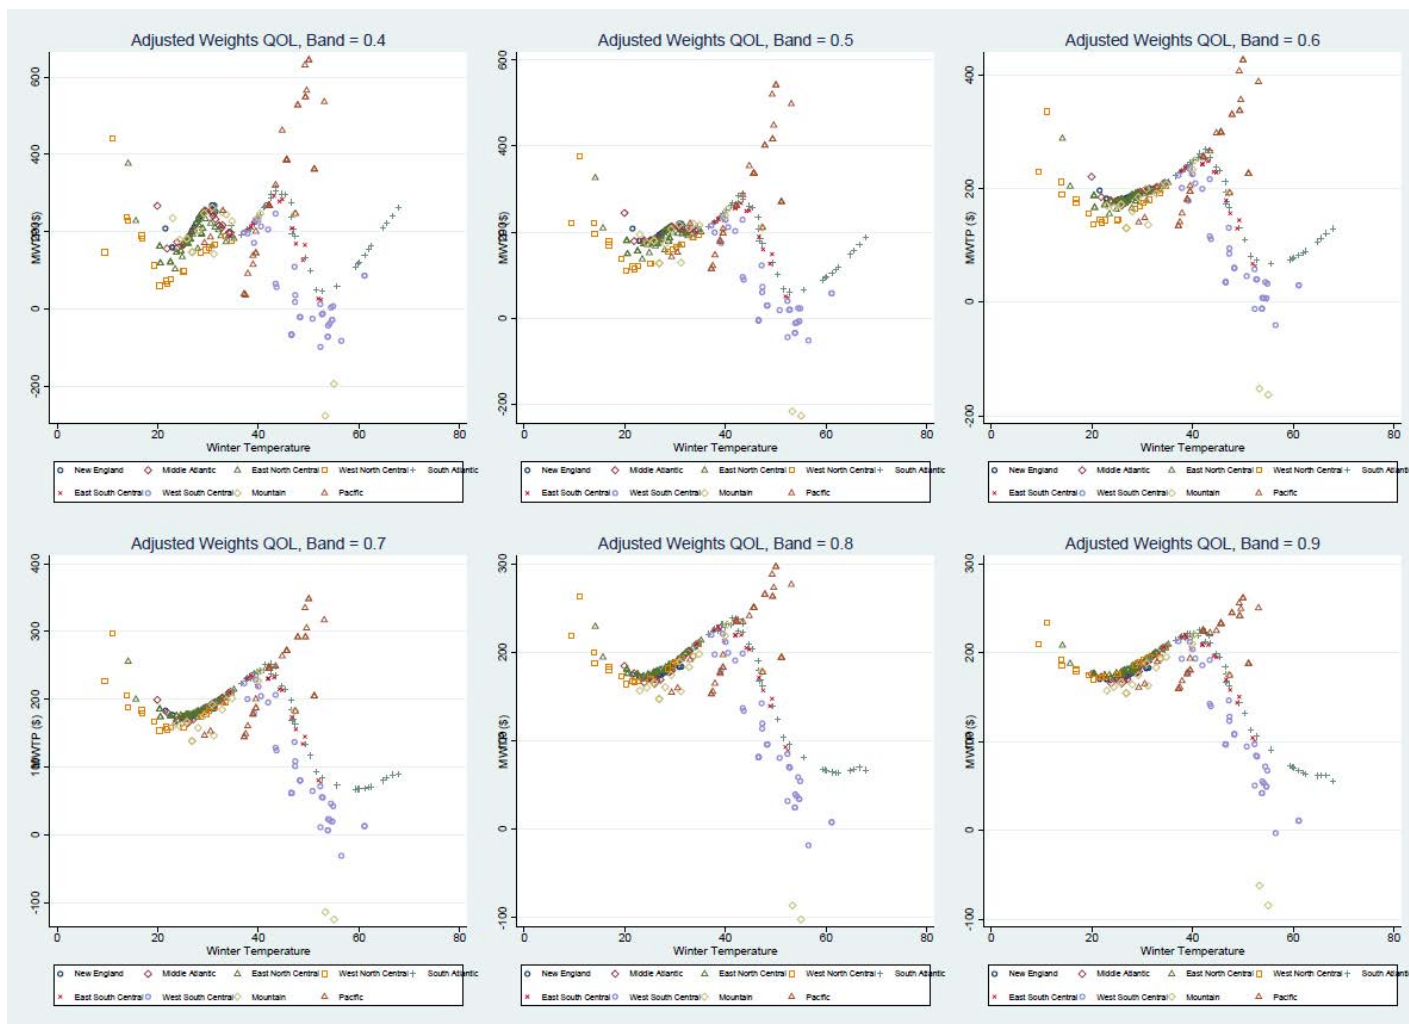 Adjusted Weights QOL, Band = 0.4
600
400
200
0
-200
MWTP ($)
0 20 40 60 80
Winter Temperature
New England Middle Atlantic East North Central West North Central South Atlantic
East South Central West South Central Mountain Pacific
Adjusted Weights QOL, Band = 0.5
600
400
200
0
-200
MWTP ($)
0 20 40 60 80
Winter Temperature
New England Middle Atlantic East North Central West North Central South Atlantic
East South Central West South Central Mountain Pacific
Adjusted Weights QOL, Band = 0.6
400
200
0
-200
MWTP ($)
0 20 40 60 80
Winter Temperature
New England Middle Atlantic East North Central West North Central South Atlantic
East South Central West South Central Mountain Pacific
Adjusted Weights QOL, Band = 0.7
400
300
200
100
0
-100
MWTP ($)
0 20 40 60 80
Winter Temperature
New England Middle Atlantic East North Central West North Central South Atlantic
East South Central West South Central Mountain Pacific
Adjusted Weights QOL, Band = 0.8
300
200
100
0
-100
MWTP ($)
0 20 40 60 80
Winter Temperature
New England Middle Atlantic East North Central West North Central South Atlantic
East South Central West South Central Mountain Pacific
Adjusted Weights QOL, Band = 0.9
300
200
100
0
-100
MWTP ($)
0 20 40 60 80
Winter Temperature
New England Middle Atlantic East North Central West North Central South Atlantic
East South Central West South Central Mountain Pacific